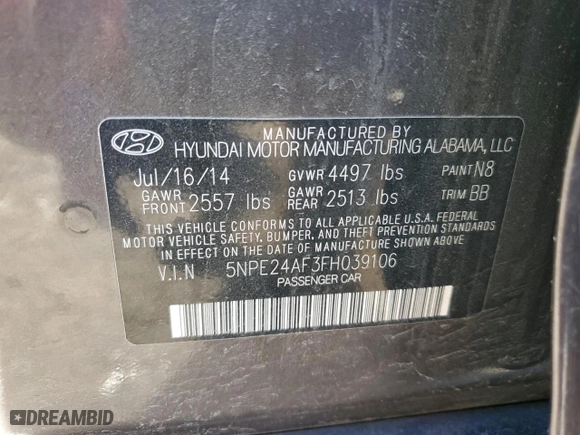 MANUFACTURED BY
HYUNDAI MOTOR MANUFACTURING ALABAMA, LLC
Jul/16/14 GVWR 4497 lbs PAINT N8
GAWR FRONT 2557 lbs GAWR REAR 2513 lbs TRIM BB
THIS VEHICLE CONFORMS TO ALL APPLICABLE U.S.A. FEDERAL
MOTOR VEHICLE SAFETY, BUMPER, AND THEFT PREVENTION STANDARDS
IN EFFECT ON THE DATE OF MANUFACTURE SHOWN ABOVE.
V.I.N 5NPE24AF3FH039106
PASSENGER CAR
DREAMBID